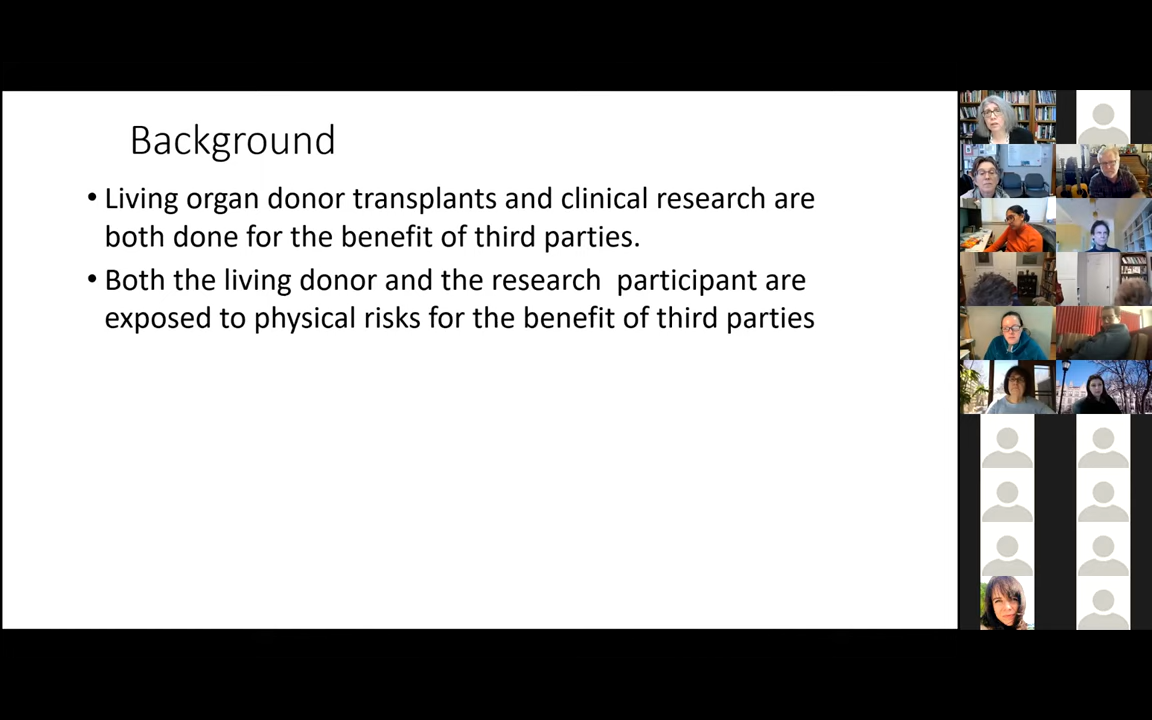 Background
• Living organ donor transplants and clinical research are
both done for the benefit of third parties.
• Both the living donor and the research  participant are
exposed to physical risks for the benefit of third parties